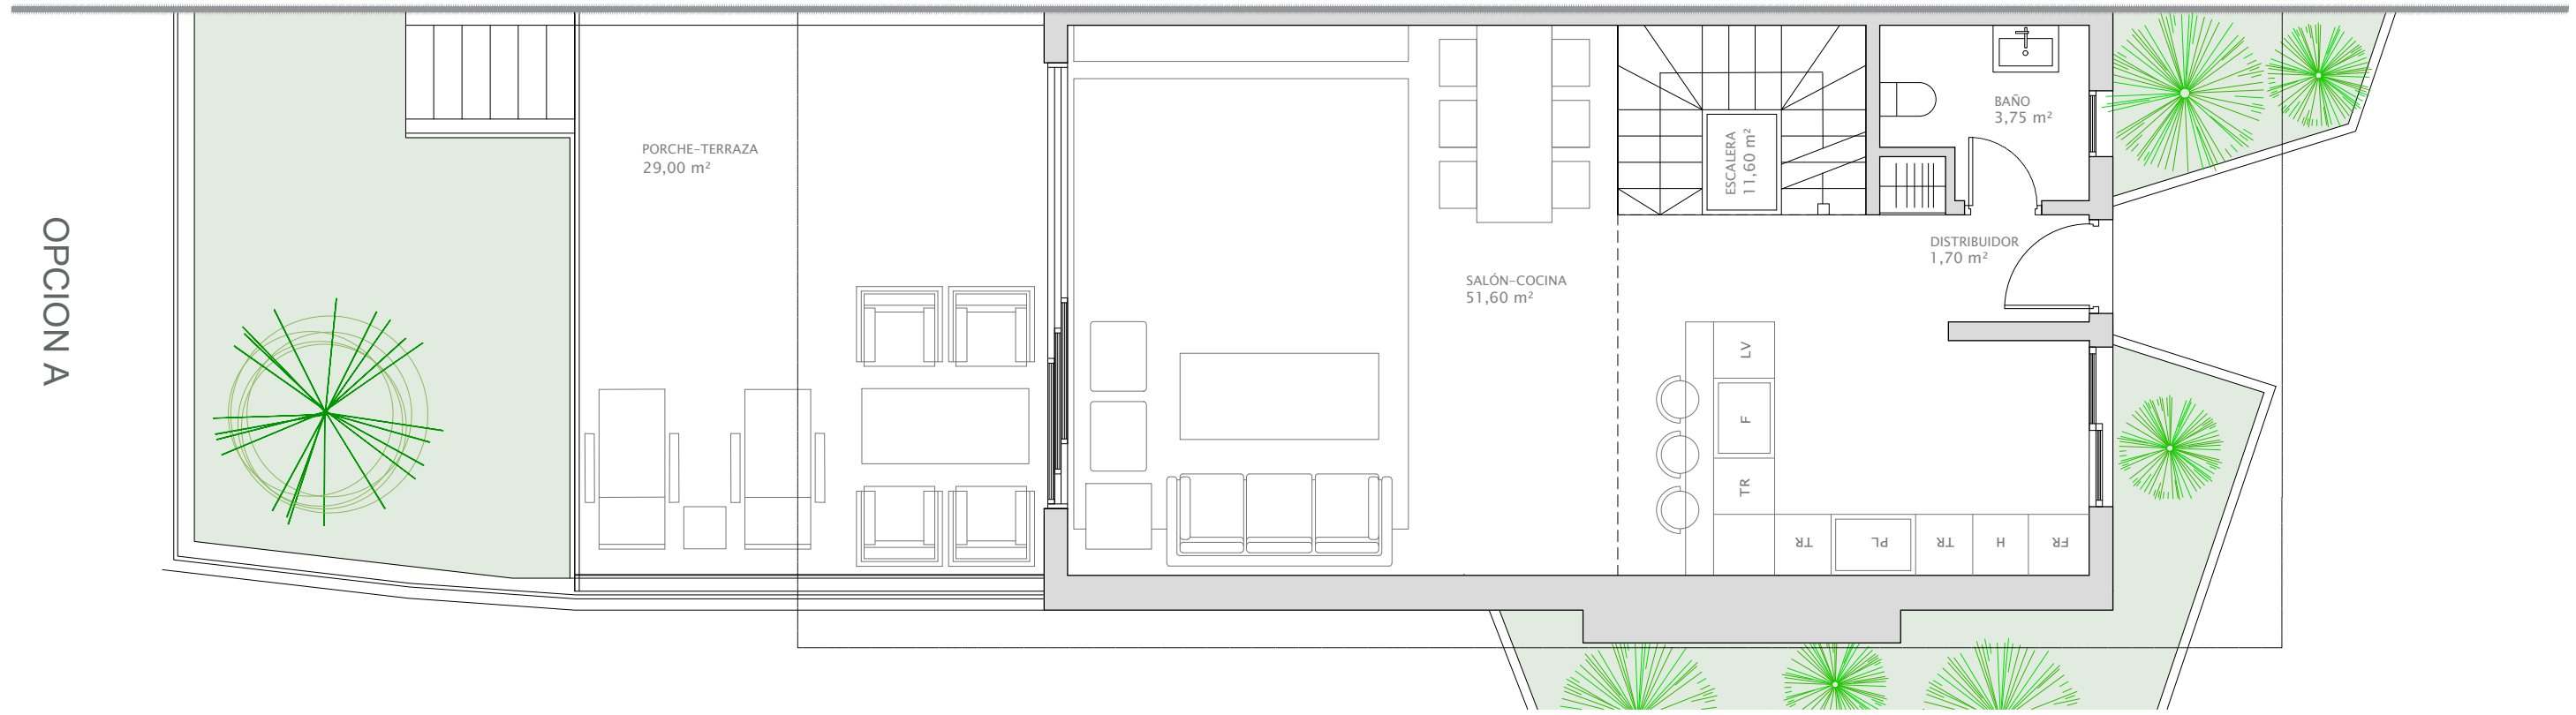 OPCION A
PORCHE-TERRAZA
29,00 m²
SALÓN-COCINA
51,60 m²
ESCALERA
11,60 m²
BAÑO
3,75 m²
DISTRIBUIDOR
1,70 m²
LV
F
TR
TR
PL
TR
H
FR